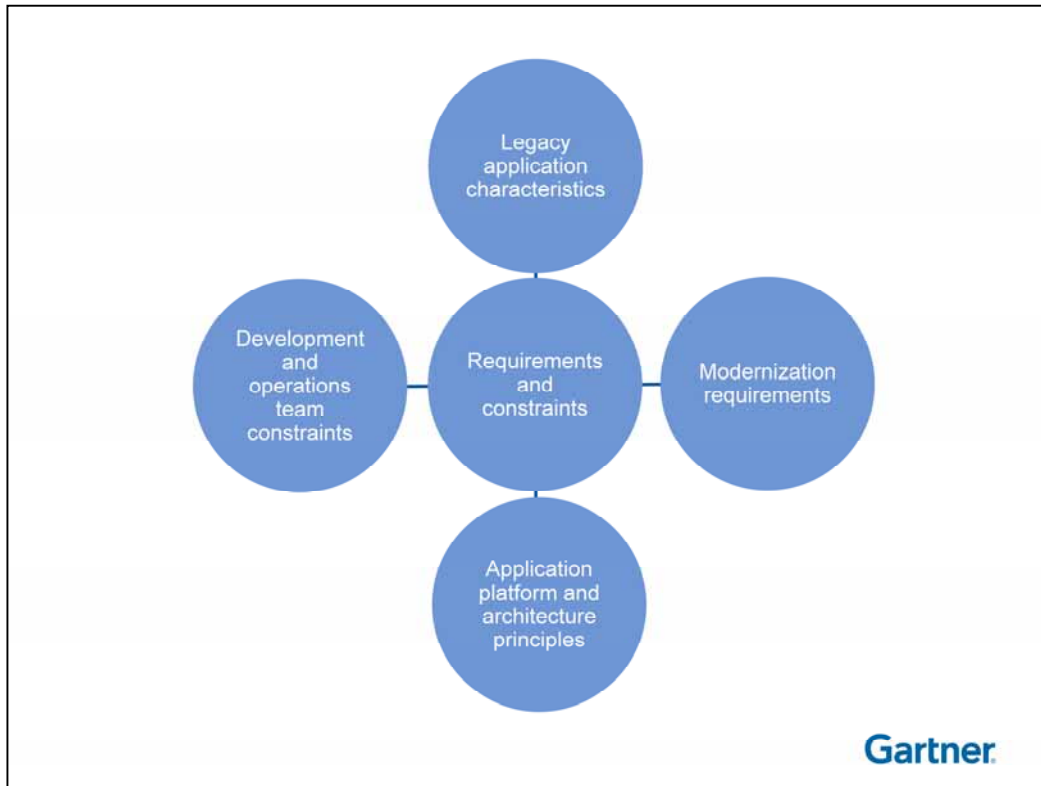 Legacy
application
characteristics
Development
and
operations
team
constraints
Requirements
and
constraints
Modernization
requirements
Application
platform and
architecture
principles
Gartner.